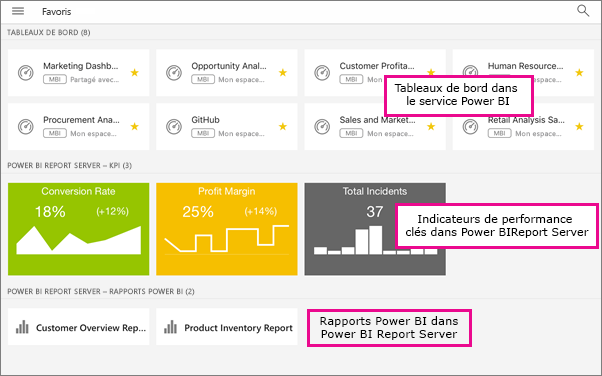 Favoris
TABLEAUX DE BORD (8)
Marketing Dashb...
MBI Partagé avec...
Opportunity Anal...
MBI Mon espace...
Customer Profita...
MBI Mon
Human Resource...
Mon espace...
Tableaux de bord dans
le service Power BI
Procurement Ana...
MBI Mon espace...
GitHub
MBI Mon espace...
Sales and Market...
MBI Mon espace...
Retail Analysis Sa...
MBI Mon espace...
POWER BI REPORT SERVER – KPI (3)
Conversion Rate
18% (+12%)
Profit Margin
25% (+14%)
Total Incidents
37
Indicateurs de performance
clés dans Power BIReport Server
POWER BI REPORT SERVER – RAPPORTS POWER BI (2)
Customer Overview Rep...
Product Inventory Report
Rapports Power BI dans
Power BI Report Server